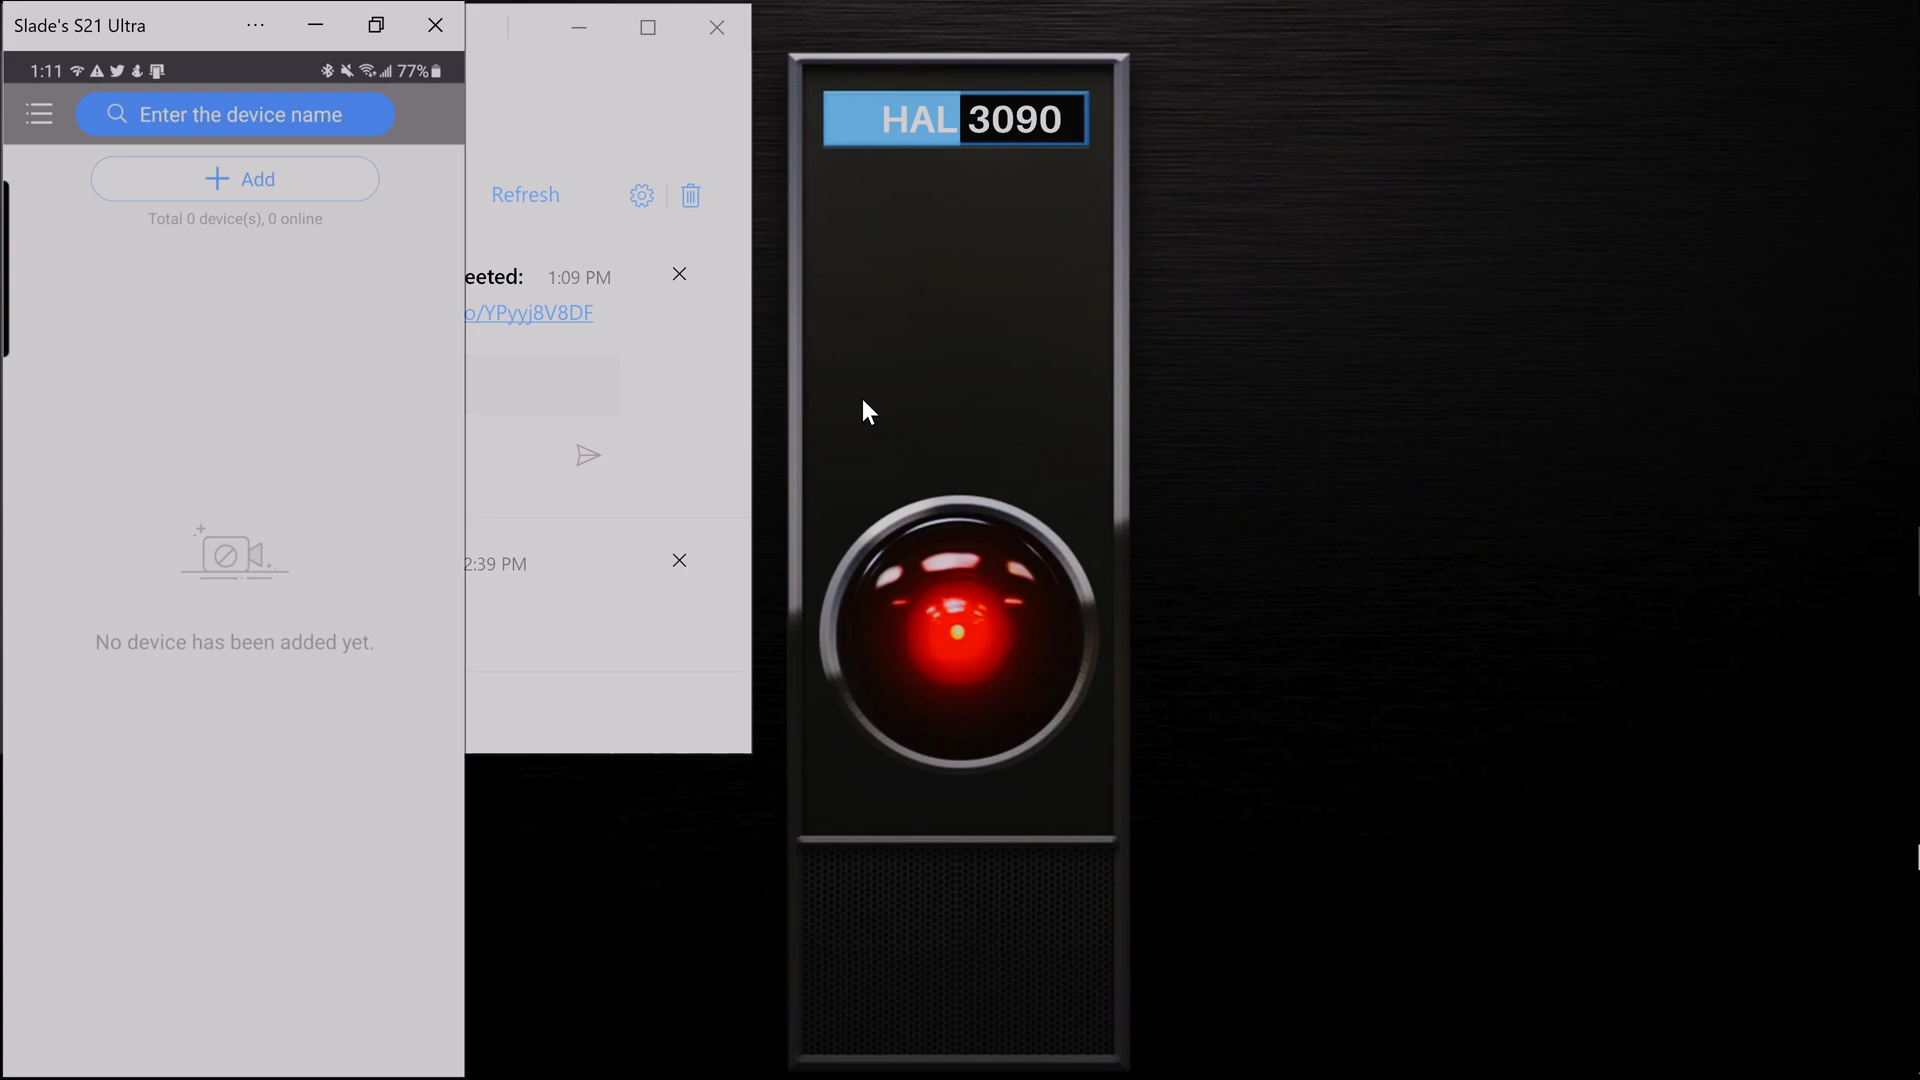 Slade's S21 Ultra
1:11
77%
Enter the device name
+ Add
Total 0 device(s), 0 online
No device has been added yet.
Refresh
eeted: 1:09 PM
o/YPyyj8V8DF
2:39 PM
HAL 3090